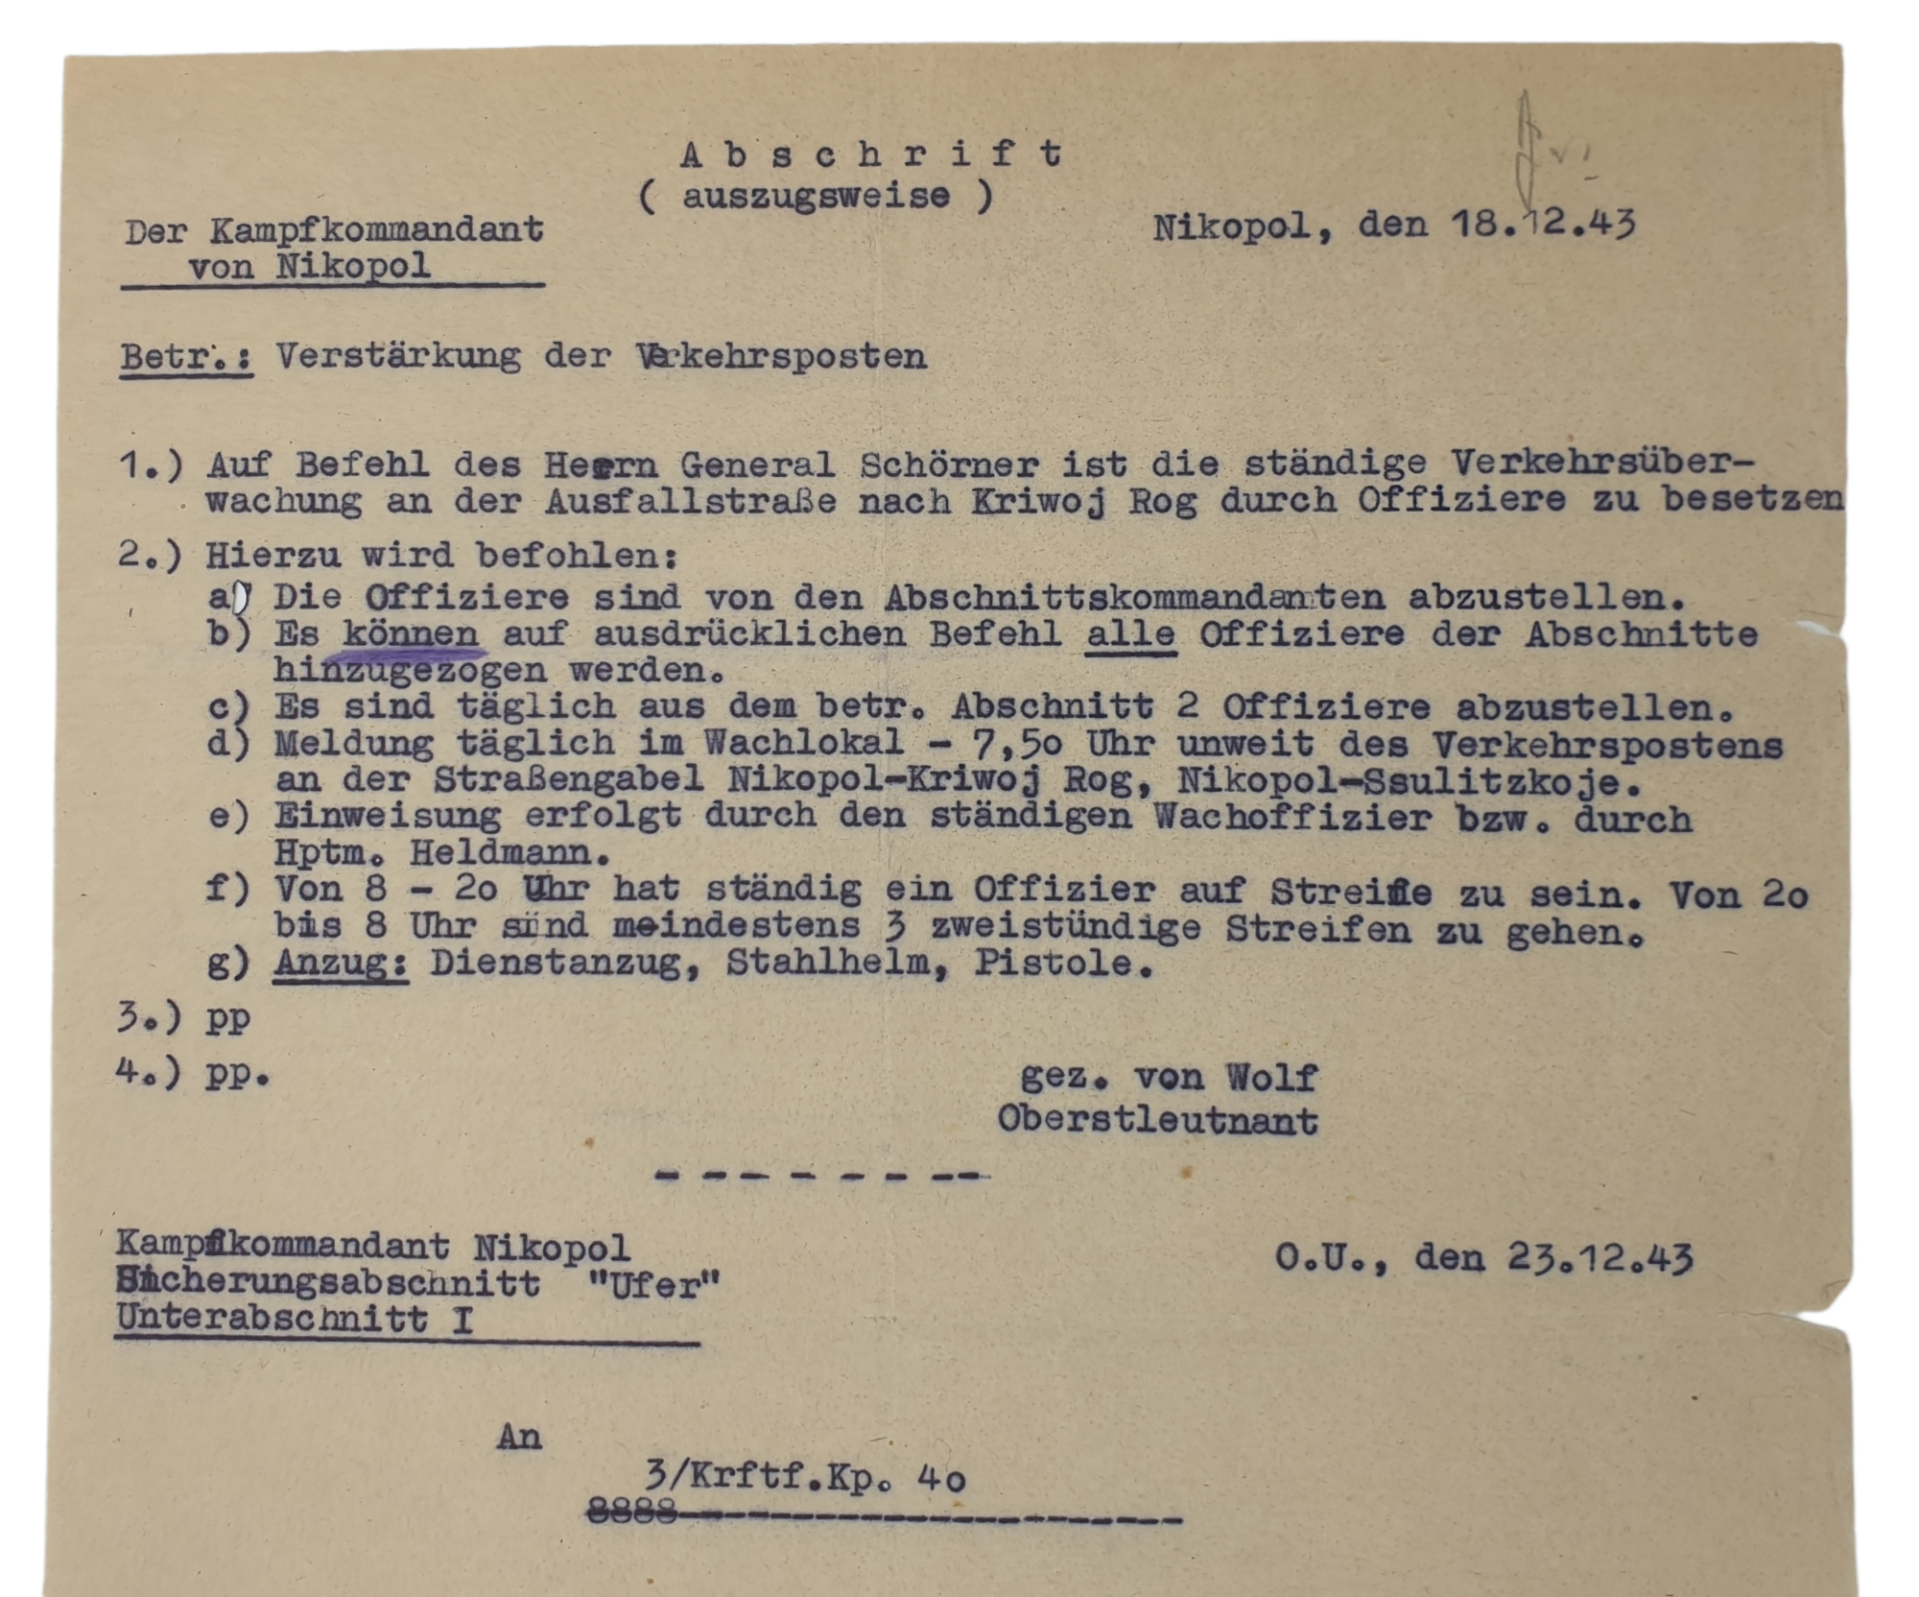 A b s c h r i f t
( auszugsweise )
Der Kampfkommandant
von Nikopol
Nikopol, den 18.12.43
Betr.: Verstärkung der Verkehrsposten
1.) Auf Befehl des Herrn General Schörner ist die ständige Verkehrsüber-
wachung an der Ausfallstraße nach Kriwoj Rog durch Offiziere zu besetzen
2.) Hierzu wird befohlen:
a) Die Offiziere sind von den Abschnittskommandanten abzustellen.
b) Es können auf ausdrücklichen Befehl alle Offiziere der Abschnitte
hinzugezogen werden.
c) Es sind täglich aus dem betr. Abschnitt 2 Offiziere abzustellen.
d) Meldung täglich im Wachlokal - 7,5o Uhr unweit des Verkehrspostens
an der Straßengabel Nikopol-Kriwoj Rog, Nikopol-Ssulitzkoje.
e) Einweisung erfolgt durch den ständigen Wachoffizier bzw. durch
Hptm. Heldmann.
f) Von 8 - 2o Uhr hat ständig ein Offizier auf Streife zu sein. Von 2o
bis 8 Uhr sind meindestens 3 zweistündige Streifen zu gehen.
g) Anzug: Dienstanzug, Stahlhelm, Pistole.
3.) pp
4.) pp.
gez. von Wolf
Oberstleutnant
- - - - - - --
Kampfkommandant Nikopol
Sicherungsabschnitt "Ufer"
Unterabschnitt I
O.U., den 23.12.43
An
3/Krftf.Kp. 4o
8888